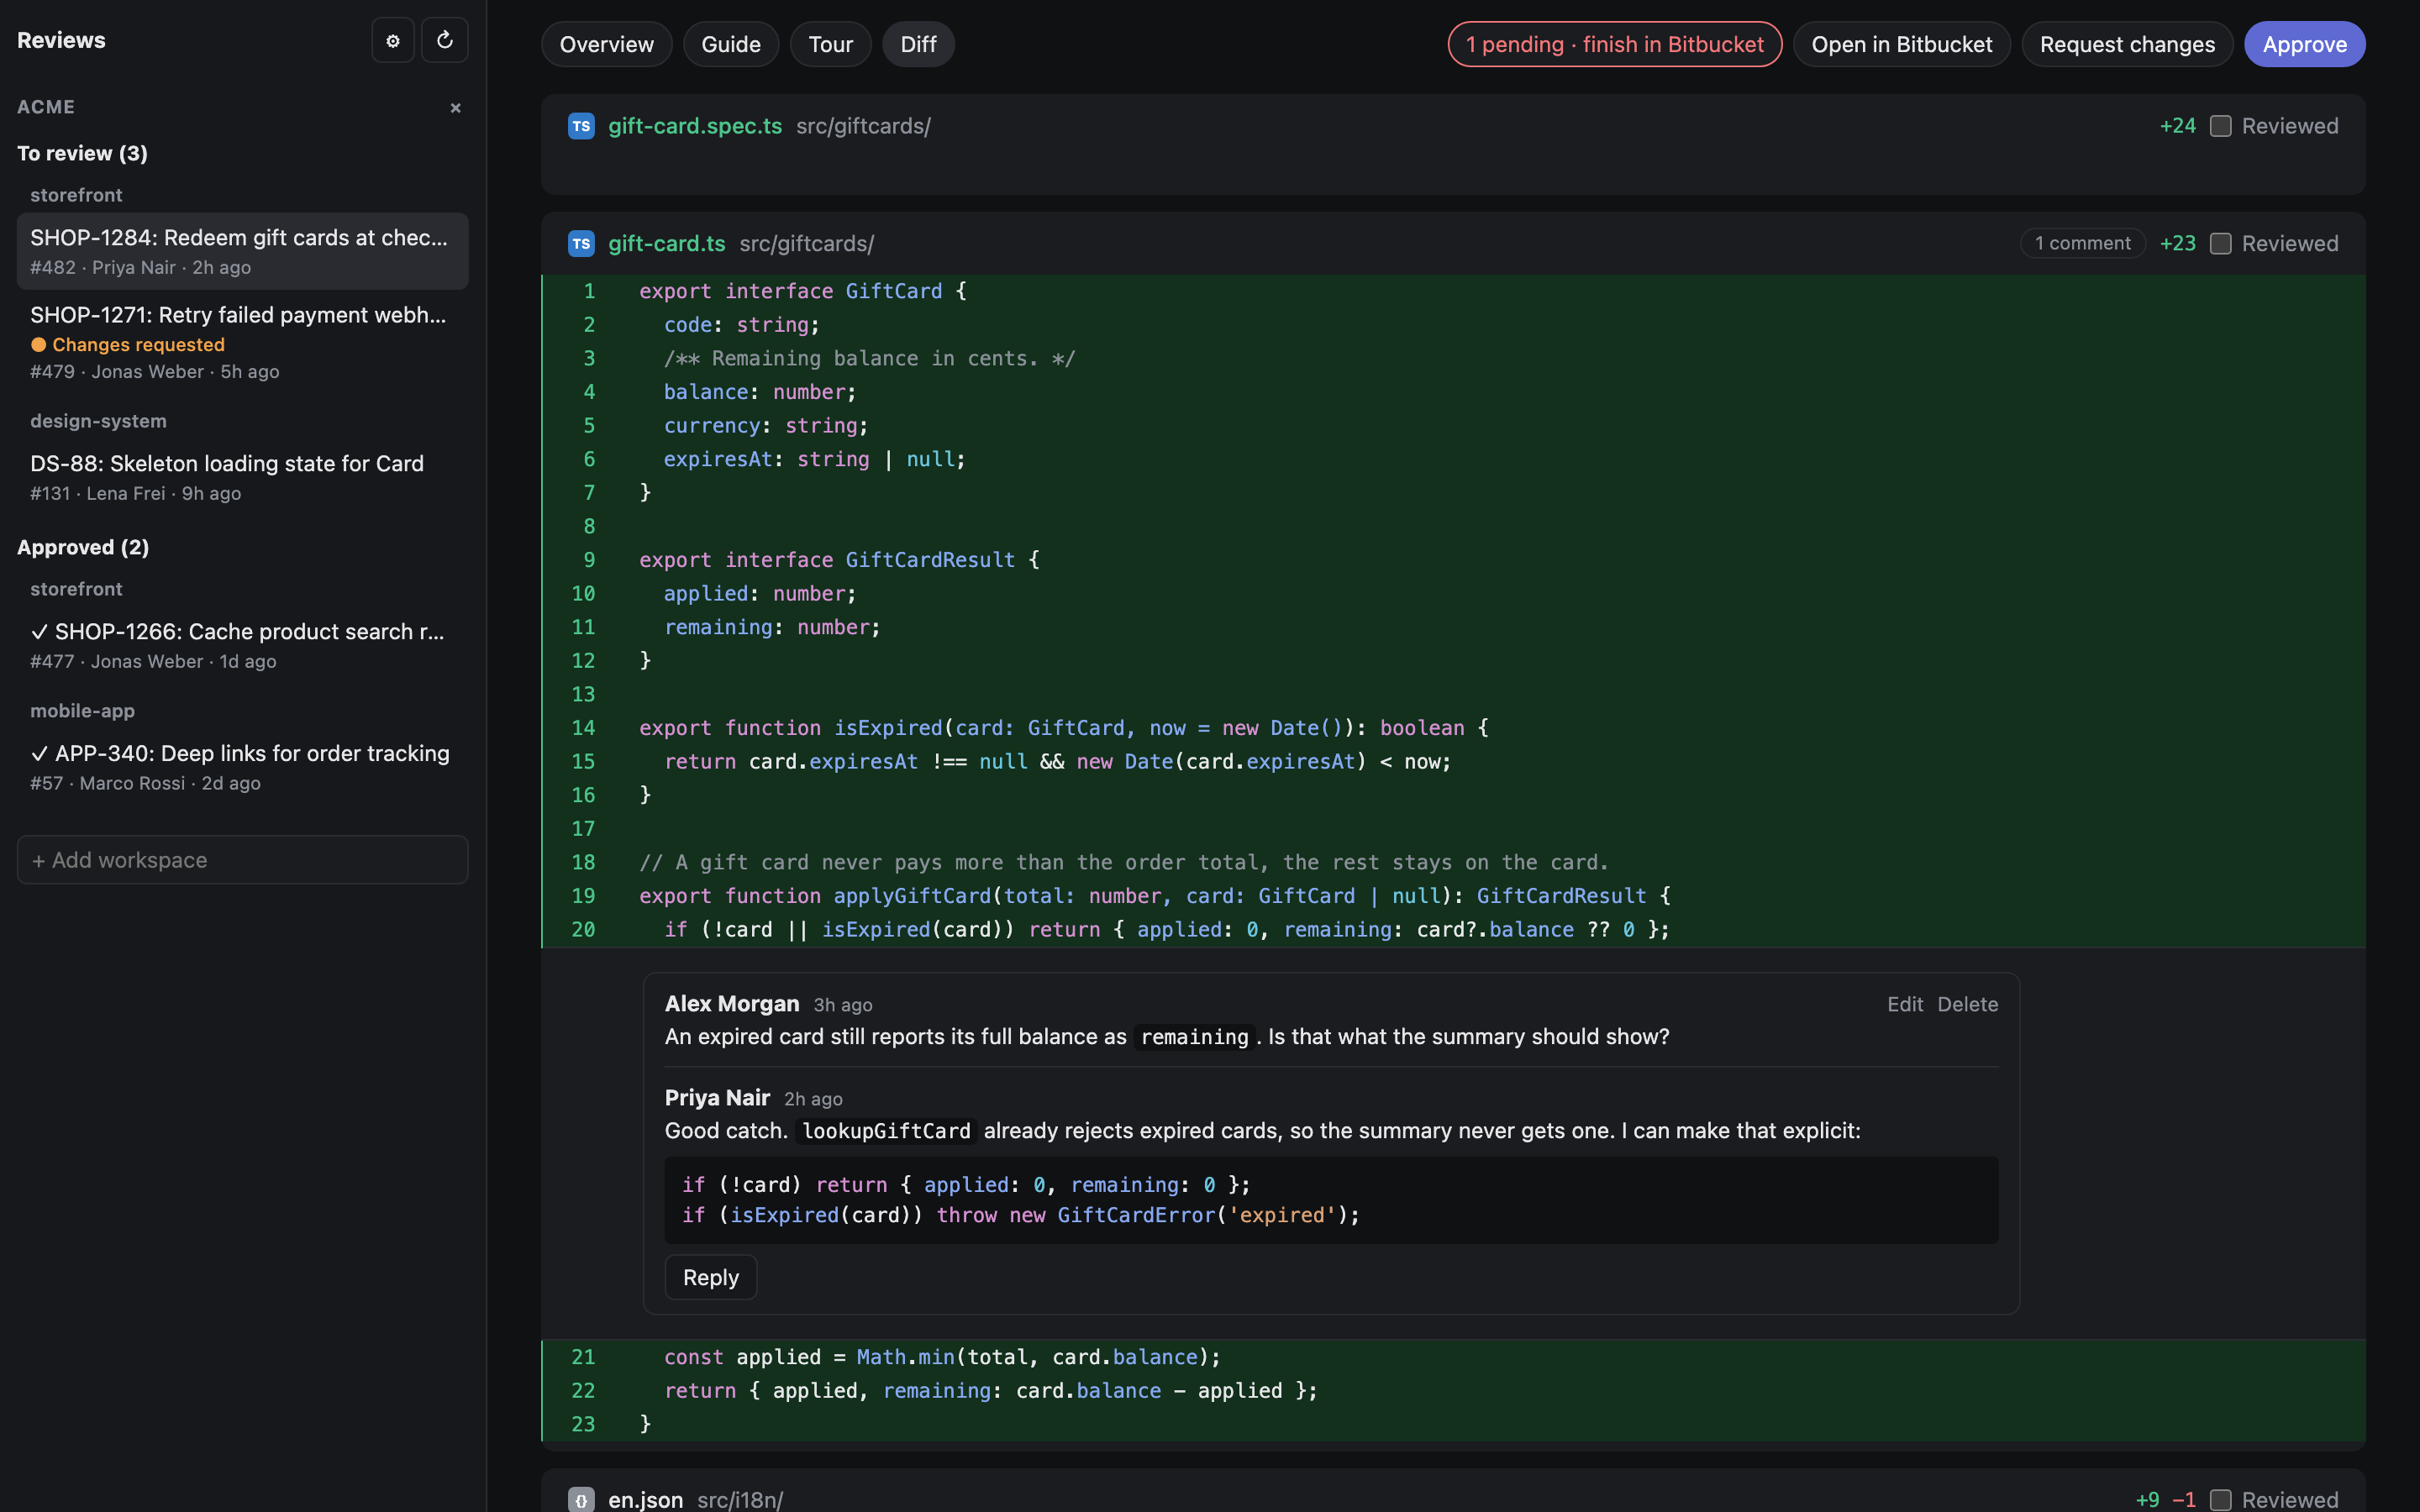 Reviews
ACME
×
To review (3)
storefront
SHOP-1284: Redeem gift cards at chec...
#482 · Priya Nair · 2h ago
SHOP-1271: Retry failed payment webh...
Changes requested
#479 · Jonas Weber · 5h ago
design-system
DS-88: Skeleton loading state for Card
#131 · Lena Frei · 9h ago
Approved (2)
storefront
✓ SHOP-1266: Cache product search r...
#477 · Jonas Weber · 1d ago
mobile-app
✓ APP-340: Deep links for order tracking
#57 · Marco Rossi · 2d ago
+ Add workspace
Overview Guide Tour Diff
1 pending · finish in Bitbucket Open in Bitbucket Request changes Approve
TS gift-card.spec.ts src/giftcards/ +24 Reviewed
TS gift-card.ts src/giftcards/ 1 comment +23 Reviewed
1 export interface GiftCard {
2 code: string;
3 /** Remaining balance in cents. */
4 balance: number;
5 currency: string;
6 expiresAt: string | null;
7 }
8
9 export interface GiftCardResult {
10 applied: number;
11 remaining: number;
12 }
13
14 export function isExpired(card: GiftCard, now = new Date()): boolean {
15 return card.expiresAt !== null && new Date(card.expiresAt) < now;
16 }
17
18 // A gift card never pays more than the order total, the rest stays on the card.
19 export function applyGiftCard(total: number, card: GiftCard | null): GiftCardResult {
20 if (!card || isExpired(card)) return { applied: 0, remaining: card?.balance ?? 0 };
Alex Morgan 3h ago Edit Delete
An expired card still reports its full balance as remaining. Is that what the summary should show?
Priya Nair 2h ago
Good catch. lookupGiftCard already rejects expired cards, so the summary never gets one. I can make that explicit:
if (!card) return { applied: 0, remaining: 0 };
if (isExpired(card)) throw new GiftCardError('expired');
Reply
21 const applied = Math.min(total, card.balance);
22 return { applied, remaining: card.balance - applied };
23 }
{} en.json src/i18n/ +9 −1 Reviewed